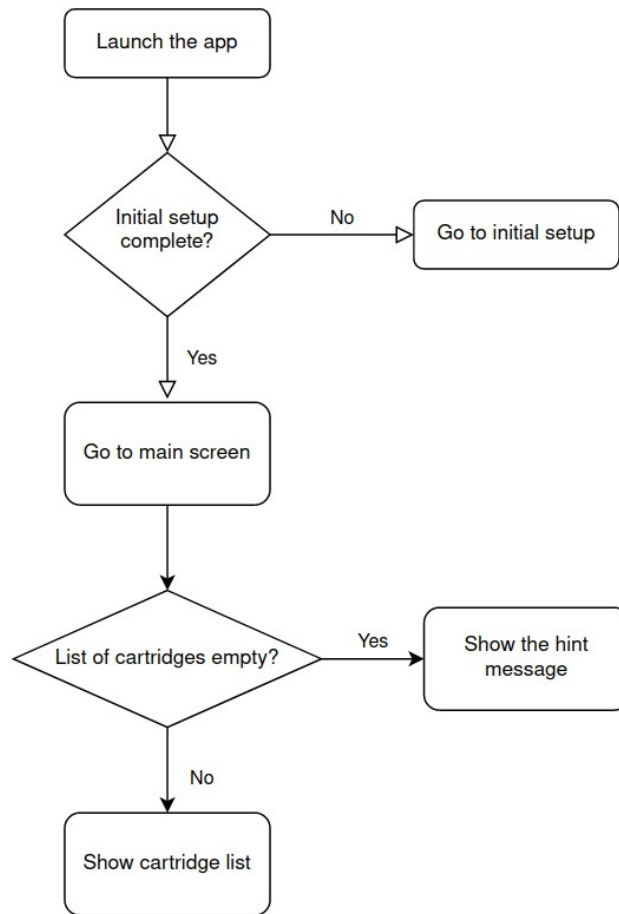 Launch the app
Initial setup
complete?
No
Go to initial setup
Yes
Go to main screen
List of cartridges empty?
Yes
Show the hint
message
No
Show cartridge list